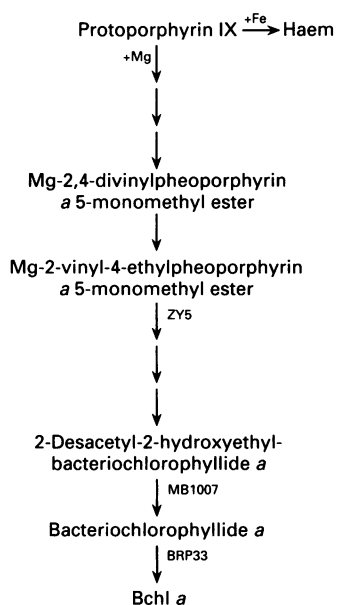 Protoporphyrin IX +Fe Haem
+Mg
Mg-2,4-divinylpheoporphyrin
a 5-monomethyl ester
Mg-2-vinyl-4-ethylpheoporphyrin
a 5-monomethyl ester
ZY5
2-Desacetyl-2-hydroxyethyl-
bacteriochlorophyllide a
MB1007
Bacteriochlorophyllide a
BRP33
Bchl a